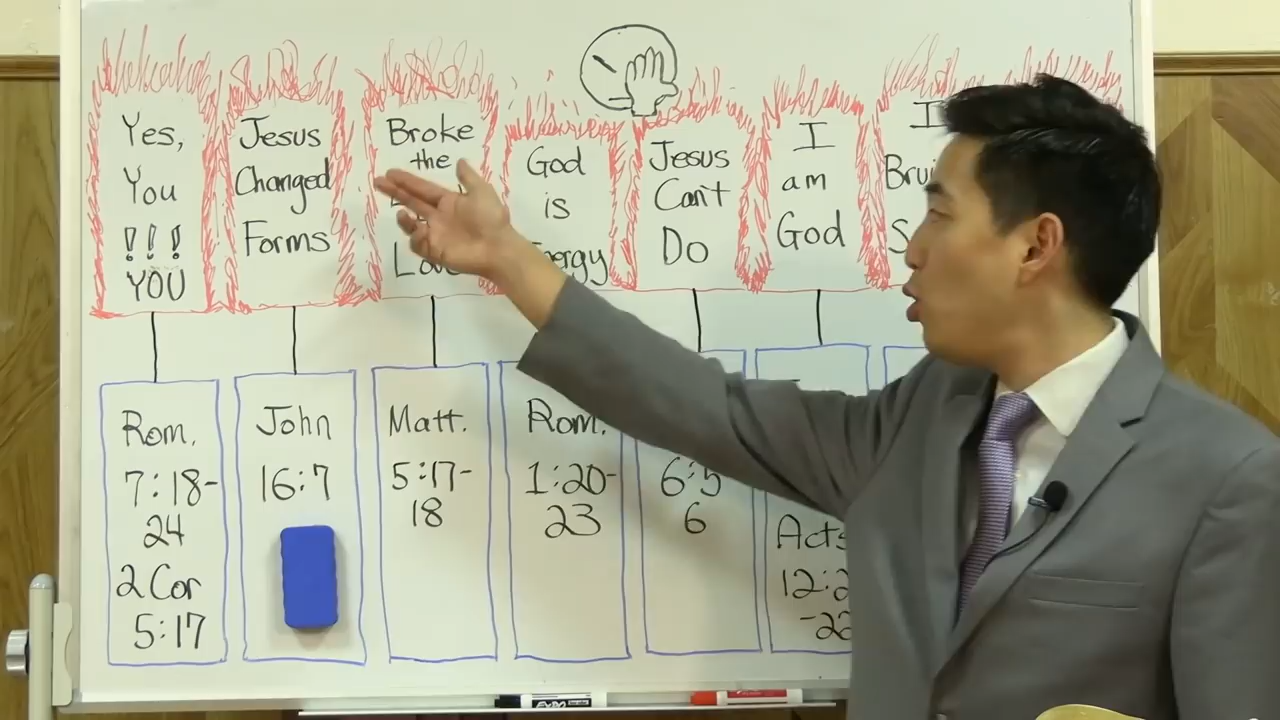 Yes,
You
!!!
YOU
Jesus
Changed
Forms
Broke
the
God
is
Energy
Jesus
Can't
Do
I
am
God
I
Rom.
7:18-
24
2 Cor
5:17
John
16:7
Matt.
5:17-
18
Rom.
1:20-
23
6:5
6
Acts
-22
EXPO